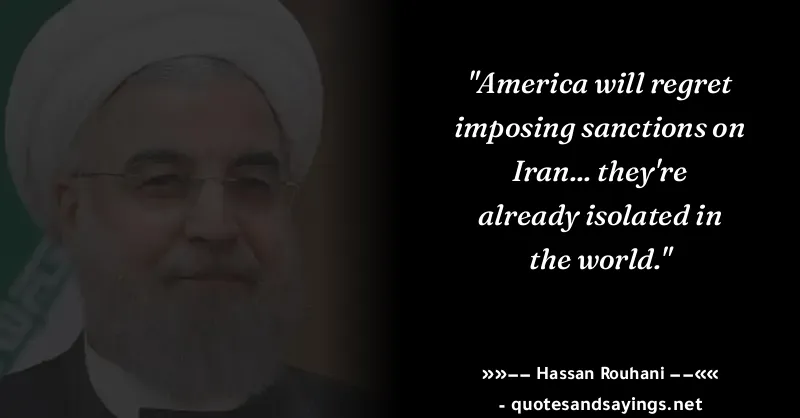 "America will regret
imposing sanctions on
Iran... they're
already isolated in
the world."
»»–– Hassan Rouhani ––««
- quotesandsayings.net